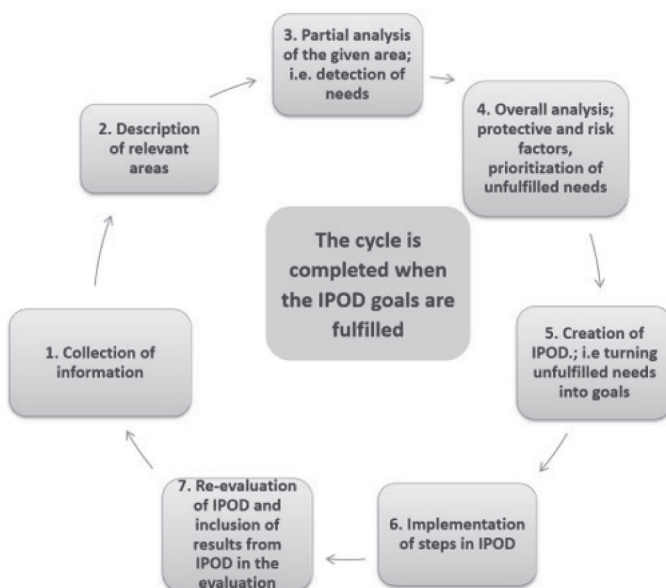 3. Partial analysis
of the given area;
i.e. detection of
needs
4. Overall analysis;
protective and risk
factors,
prioritization of
unfulfilled needs
2. Description
of relevant
areas
The cycle is
completed when
the IPOD goals are
fulfilled
1. Collection of
information
5. Creation of
IPOD.; i.e turning
unfulfilled needs
into goals
7. Re-evaluation
of IPOD and
inclusion of
results from
IPOD in the
evaluation
6. Implementation
of steps in IPOD